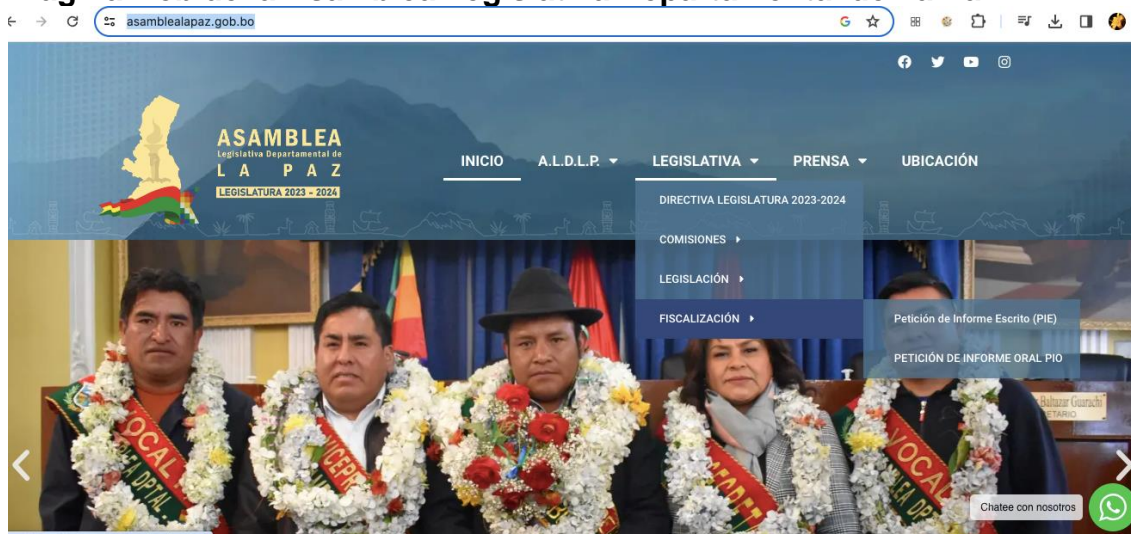 asamblealapaz.gob.bo
ASAMBLEA
Legislativa Departamental de
LA PAZ
LEGISLATURA 2023 - 2024
INICIO A.L.D.L.P. LEGISLATIVA PRENSA UBICACIÓN
DIRECTIVA LEGISLATURA 2023-2024
COMISIONES
LEGISLACIÓN
FISCALIZACIÓN
Petición de Informe Escrito (PIE)
PETICIÓN DE INFORME ORAL PIO
Baltazar Guarachi
VOCAL
VICEPR
VOCAL
Chatee con nosotros